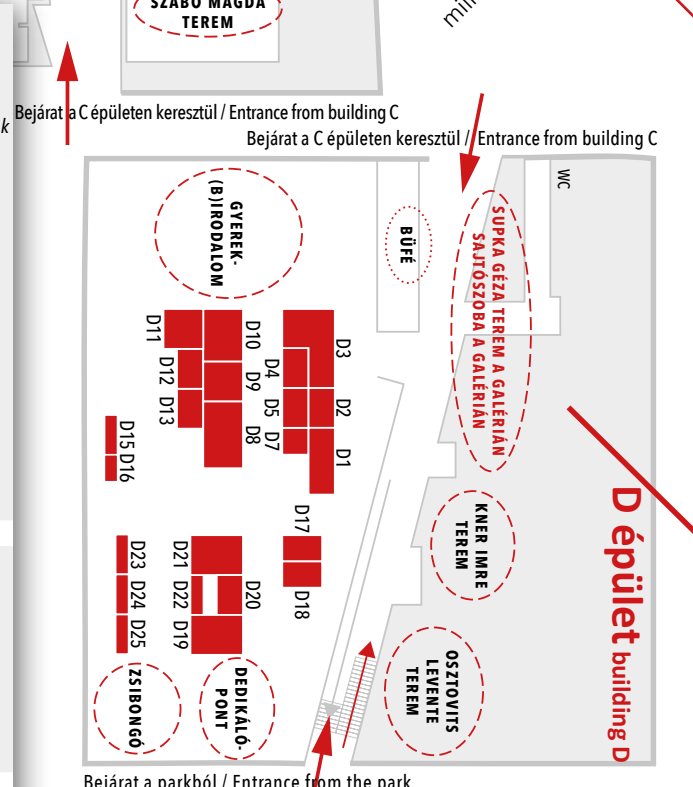 SZABÓ MAGDA
TEREM
Bejárat a C épületen keresztül / Entrance from building C
k
Bejárat a C épületen keresztül / Entrance from building C
WC
GYEREK-
(B)IRODALOM
BÜFÉ
SUPKA GÉZA TEREM A GALÉRIÁN
SAJTÓSZOBA A GALÉRIÁN
D11
D10
D3
D12
D9
D4
D13
D8
D5
D2
D7
D1
D15
D16
D17
D18
KNER IMRE
TEREM
D épület building D
D23
D21
D24
D22
D20
D25
D19
ZSIBONGÓ
DEDIKÁLÓ-
PONT
OSZTOVITS
LEVENTE
TEREM
Bejárat a parkból / Entrance from the park